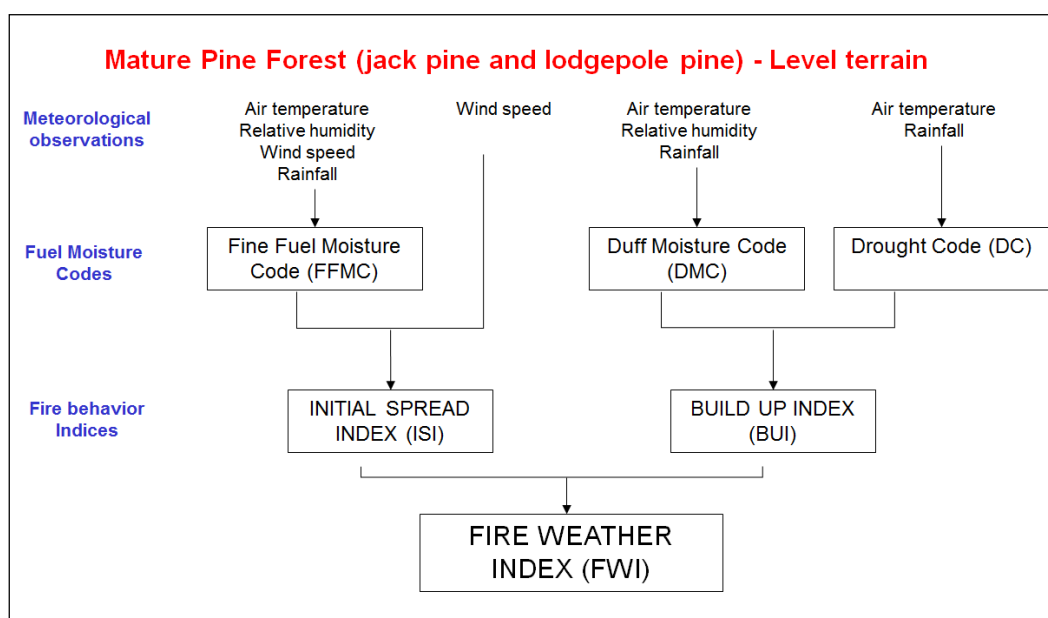 Mature Pine Forest (jack pine and lodgepole pine) - Level terrain
Meteorological
observations
Air temperature
Relative humidity
Wind speed
Rainfall
Wind speed
Air temperature
Relative humidity
Rainfall
Air temperature
Rainfall
Fuel Moisture
Codes
Fine Fuel Moisture
Code (FFMC)
Duff Moisture Code
(DMC)
Drought Code (DC)
Fire behavior
Indices
INITIAL SPREAD
INDEX (ISI)
BUILD UP INDEX
(BUI)
FIRE WEATHER
INDEX (FWI)